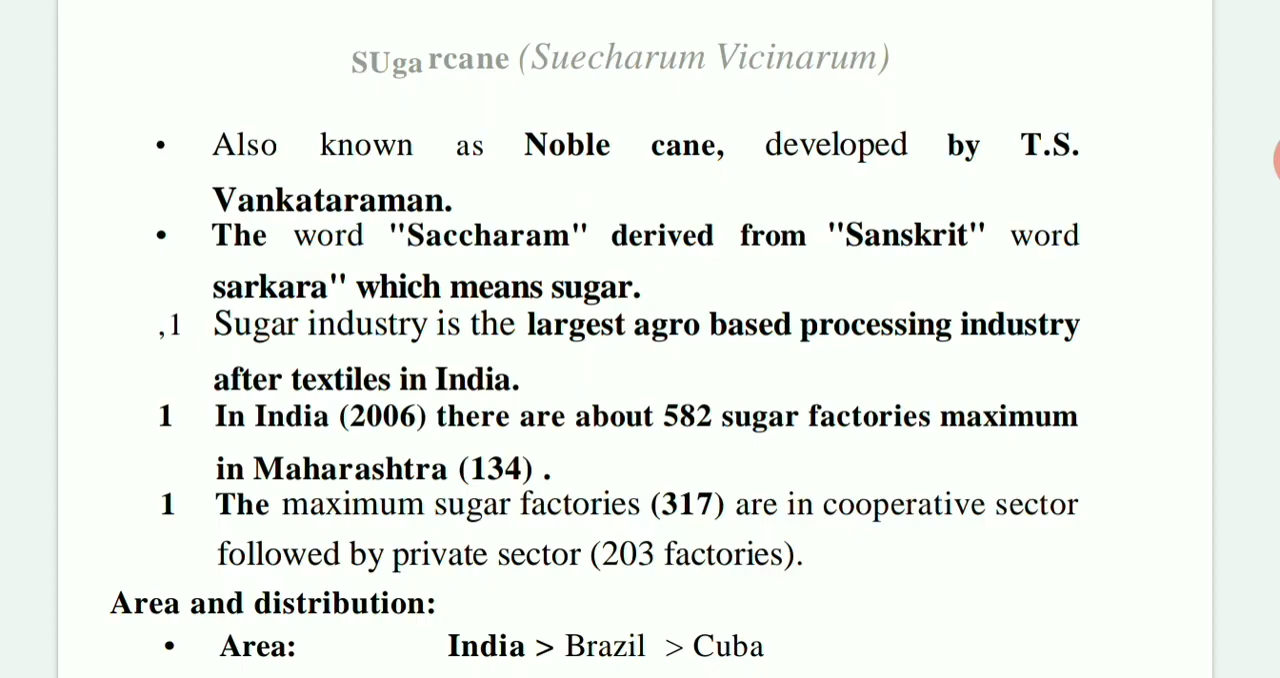 SUgarcane (Suecharum Vicinarum)
• Also known as Noble cane, developed by T.S.
Vankataraman.
• The word "Saccharam" derived from "Sanskrit" word
sarkara" which means sugar.
,1 Sugar industry is the largest agro based processing industry
after textiles in India.
1 In India (2006) there are about 582 sugar factories maximum
in Maharashtra (134) .
1 The maximum sugar factories (317) are in cooperative sector
followed by private sector (203 factories).
Area and distribution:
• Area: India > Brazil > Cuba